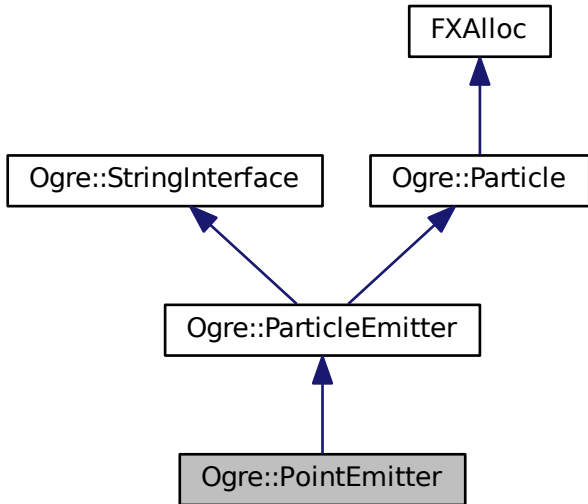 FXAlloc
Ogre::StringInterface
Ogre::Particle
Ogre::ParticleEmitter
Ogre::PointEmitter